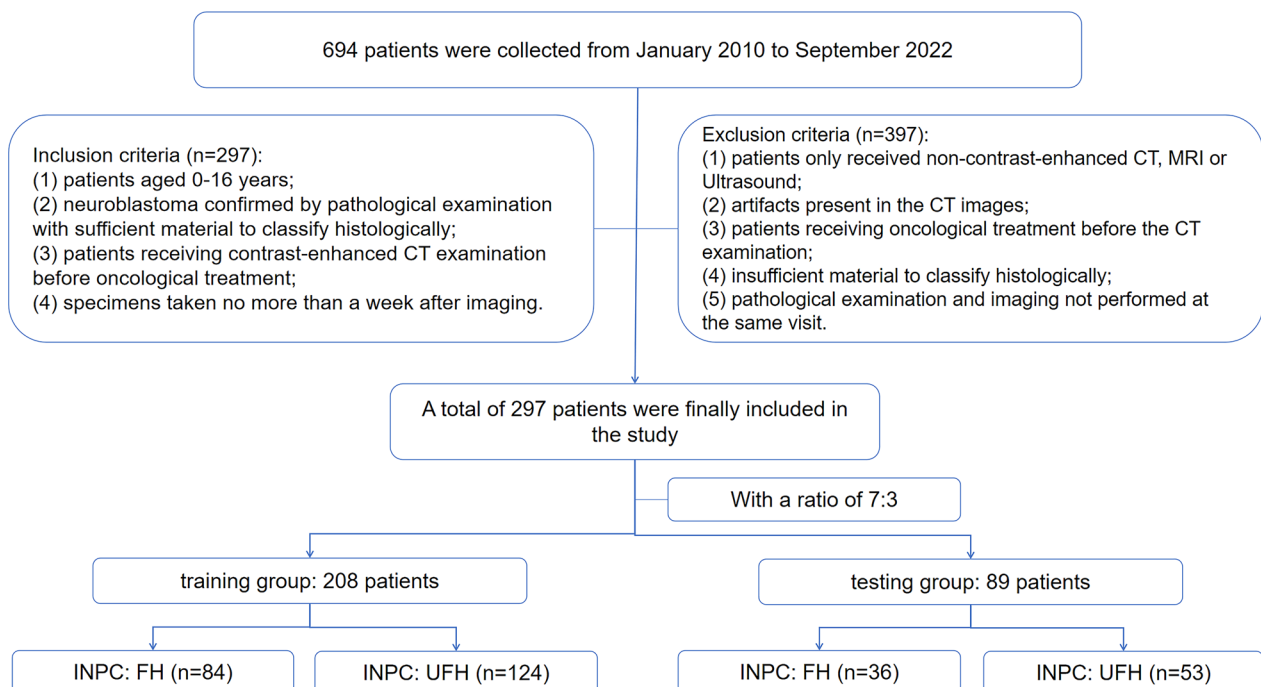 694 patients were collected from January 2010 to September 2022
Inclusion criteria (n=297):
(1) patients aged 0-16 years;
(2) neuroblastoma confirmed by pathological examination
with sufficient material to classify histologically;
(3) patients receiving contrast-enhanced CT examination
before oncological treatment;
(4) specimens taken no more than a week after imaging.
Exclusion criteria (n=397):
(1) patients only received non-contrast-enhanced CT, MRI or
Ultrasound;
(2) artifacts present in the CT images;
(3) patients receiving oncological treatment before the CT
examination;
(4) insufficient material to classify histologically;
(5) pathological examination and imaging not performed at
the same visit.
A total of 297 patients were finally included in
the study
With a ratio of 7:3
training group: 208 patients
testing group: 89 patients
INPC: FH (n=84)
INPC: UFH (n=124)
INPC: FH (n=36)
INPC: UFH (n=53)